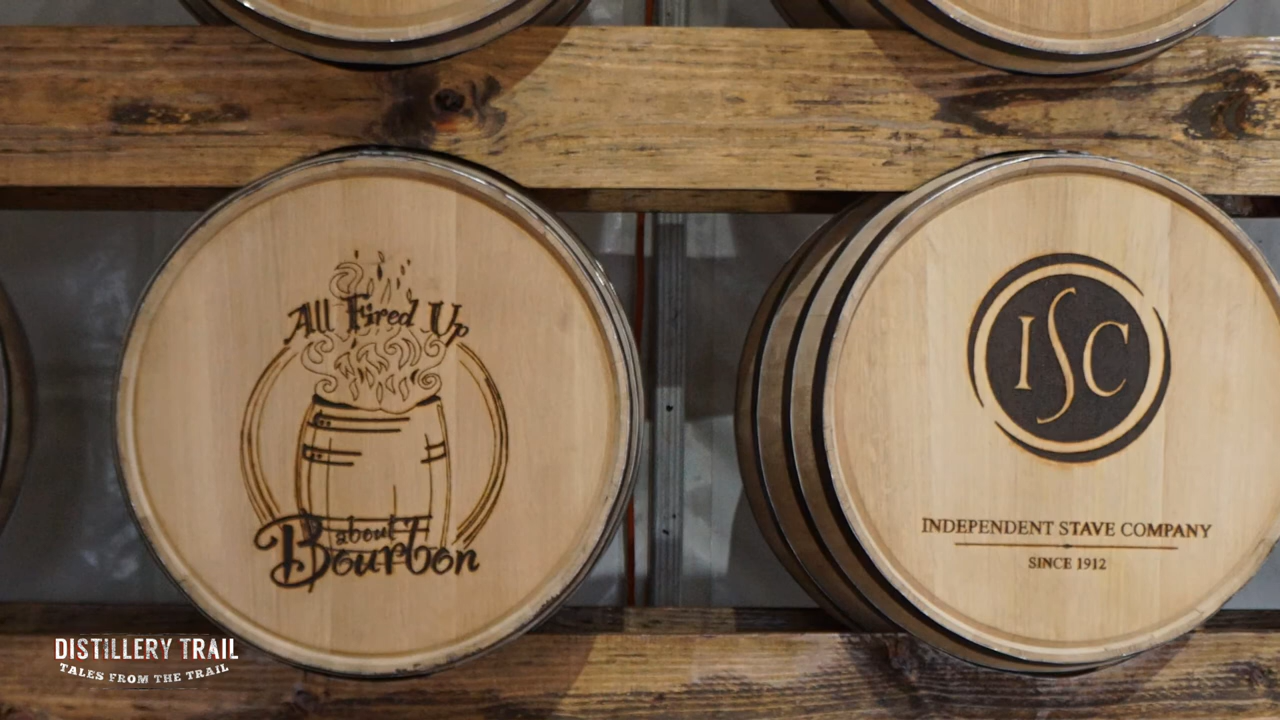 All Fired Up
about
Bourbon
ISC
INDEPENDENT STAVE COMPANY
SINCE 1912
DISTILLERY TRAIL
TALES FROM THE TRAIL